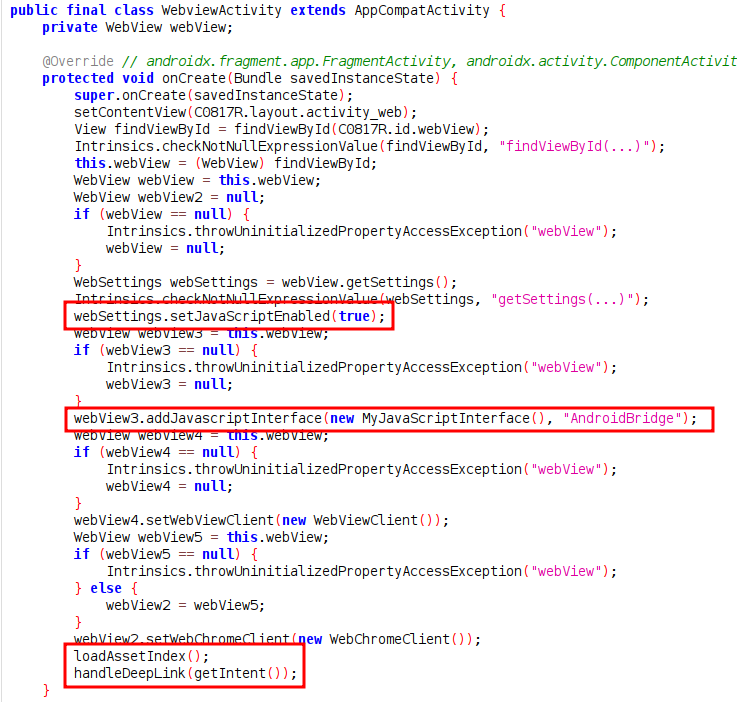 public final class WebviewActivity extends AppCompatActivity {
    private WebView webView;

    @Override // androidx.fragment.app.FragmentActivity, androidx.activity.ComponentActivit
    protected void onCreate(Bundle savedInstanceState) {
        super.onCreate(savedInstanceState);
        setContentView(C0817R.layout.activity_web);
        View findViewById = findViewById(C0817R.id.webView);
        Intrinsics.checkNotNullExpressionValue(findViewById, "findViewById(...)");
        this.webView = (WebView) findViewById;
        WebView webView = this.webView;
        WebView webView2 = null;
        if (webView == null) {
            Intrinsics.throwUninitializedPropertyAccessException("webView");
            webView = null;
        }
        WebSettings webSettings = webView.getSettings();
        Intrinsics.checkNotNullExpressionValue(webSettings, "getSettings(...)");
        webSettings.setJavaScriptEnabled(true);
        WebView webView3 = this.webView;
        if (webView3 == null) {
            Intrinsics.throwUninitializedPropertyAccessException("webView");
            webView3 = null;
        }
        webView3.addJavascriptInterface(new MyJavaScriptInterface(), "AndroidBridge");
        WebView webView4 = this.webView;
        if (webView4 == null) {
            Intrinsics.throwUninitializedPropertyAccessException("webView");
            webView4 = null;
        }
        webView4.setWebViewClient(new WebViewClient());
        WebView webView5 = this.webView;
        if (webView5 == null) {
            Intrinsics.throwUninitializedPropertyAccessException("webView");
        } else {
            webView2 = webView5;
        }
        webView2.setWebChromeClient(new WebChromeClient());
        loadAssetIndex();
        handleDeepLink(getIntent());
    }